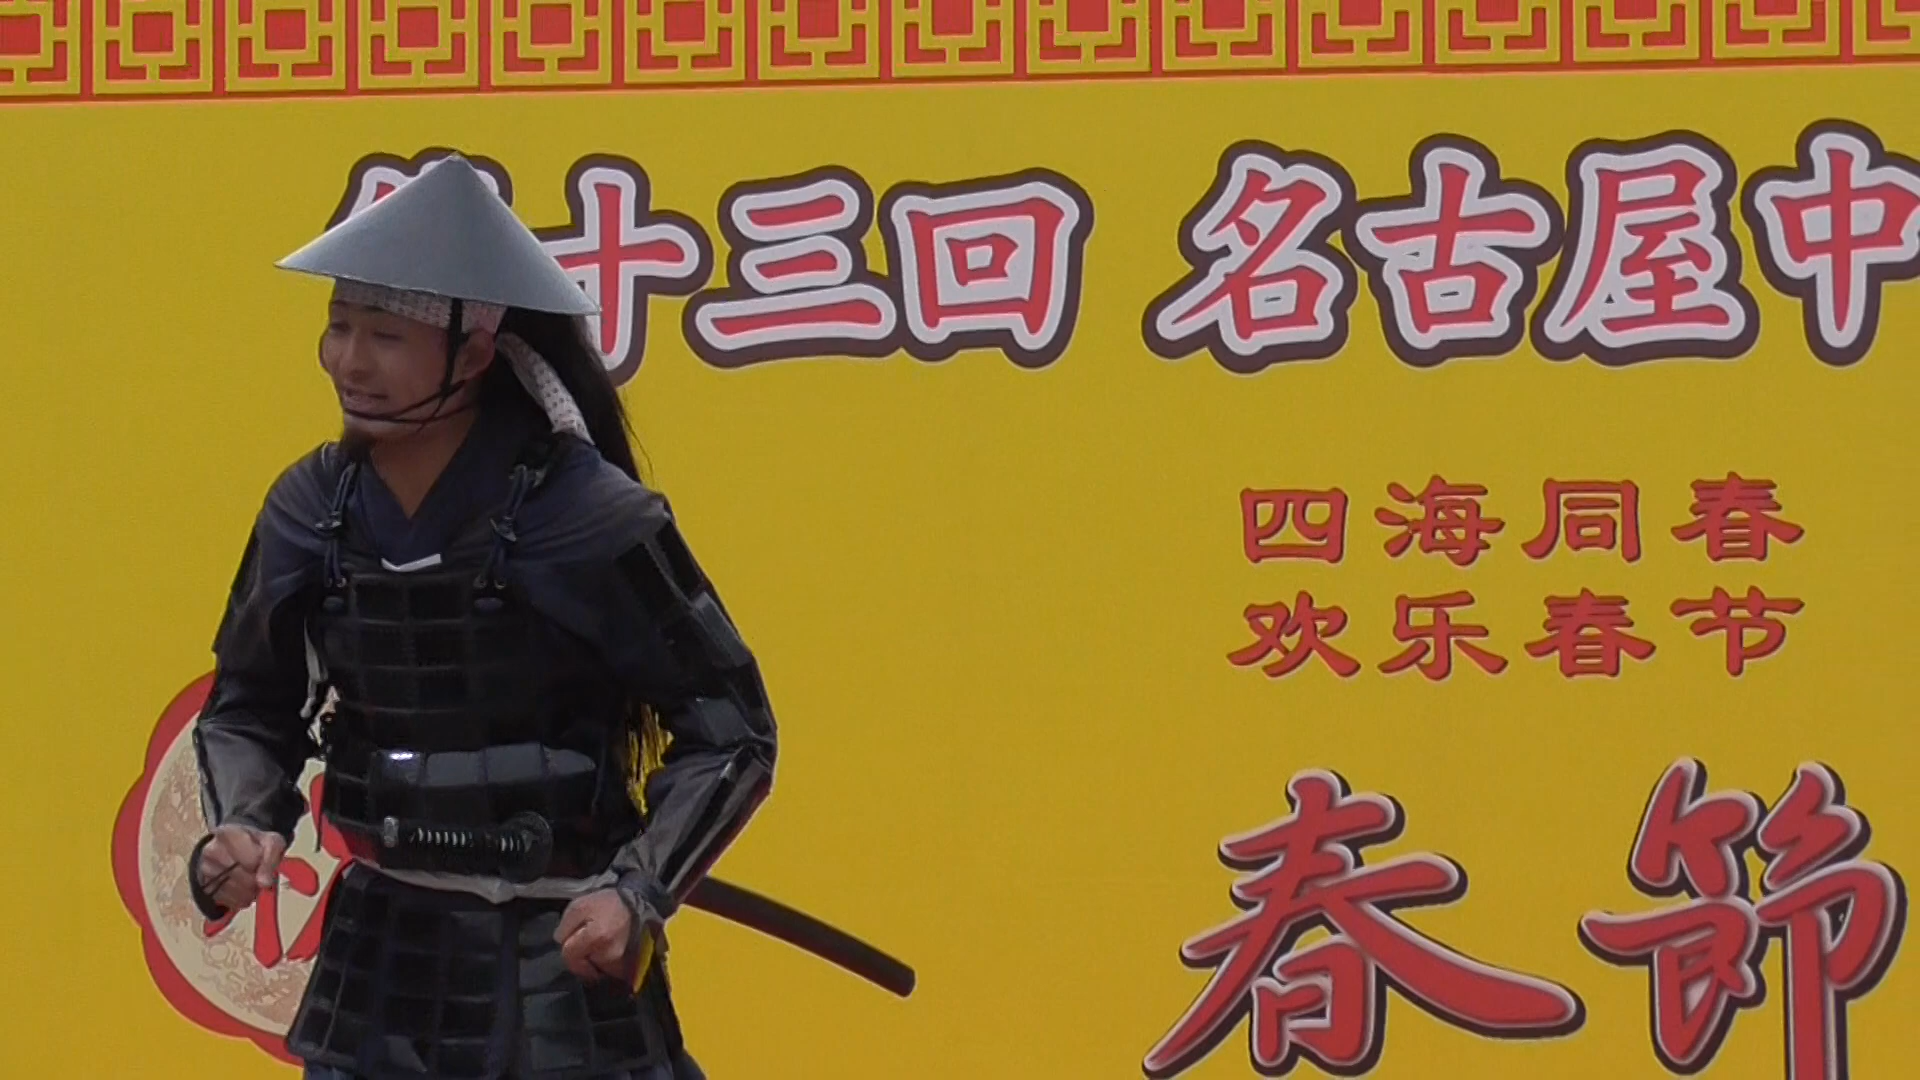 十三回 名古屋中
四海同春
欢乐春节
春節